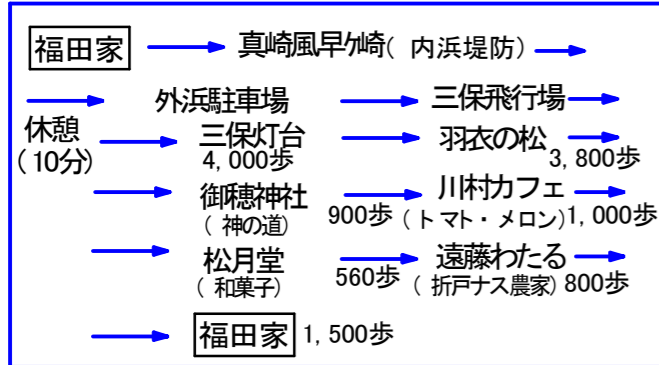 福田家 真崎風早ケ崎( 内浜堤防)
外浜駐車場 三保飛行場
休憩
(10分) 三保灯台 羽衣の松
4,000歩 3,800歩
御穂神社 川村カフェ
( 神の道) 900歩 (トマト・メロン) 1,000歩
松月堂 遠藤わたる
( 和菓子) 560歩 ( 折戸ナス農家) 800歩
福田家 1,500歩